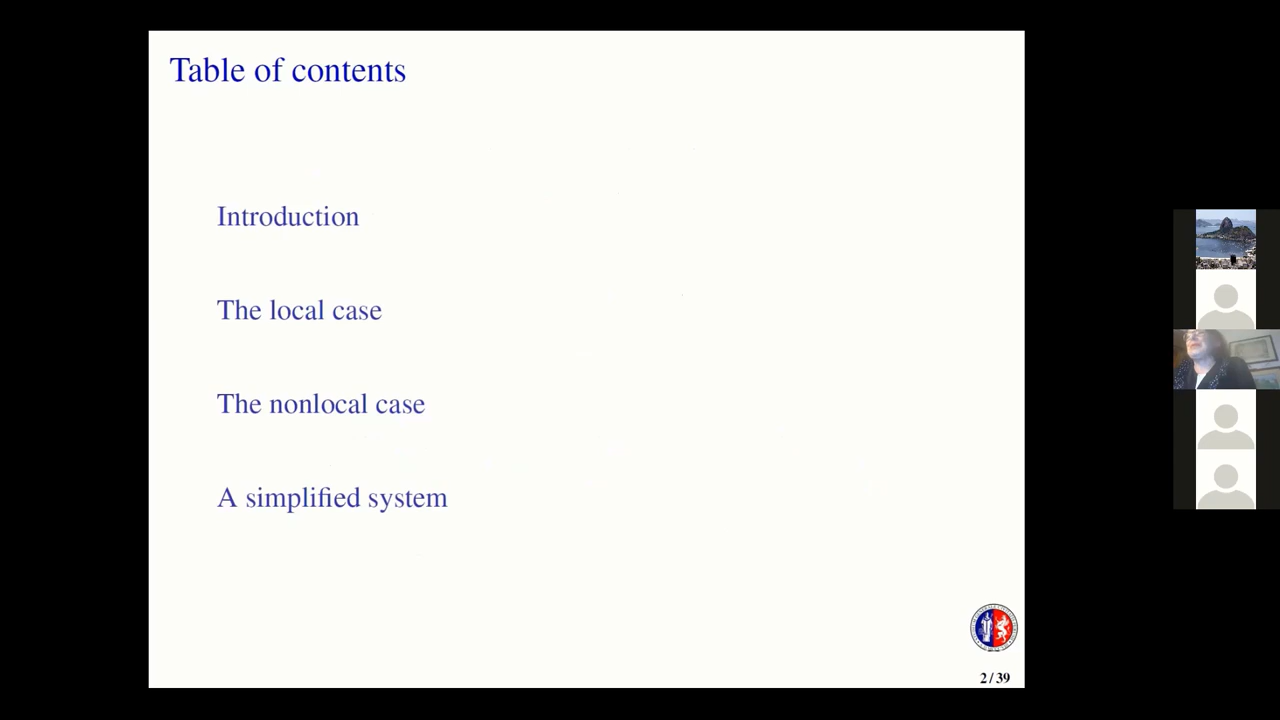 Table of contents
Introduction
The local case
The nonlocal case
A simplified system
2 / 39